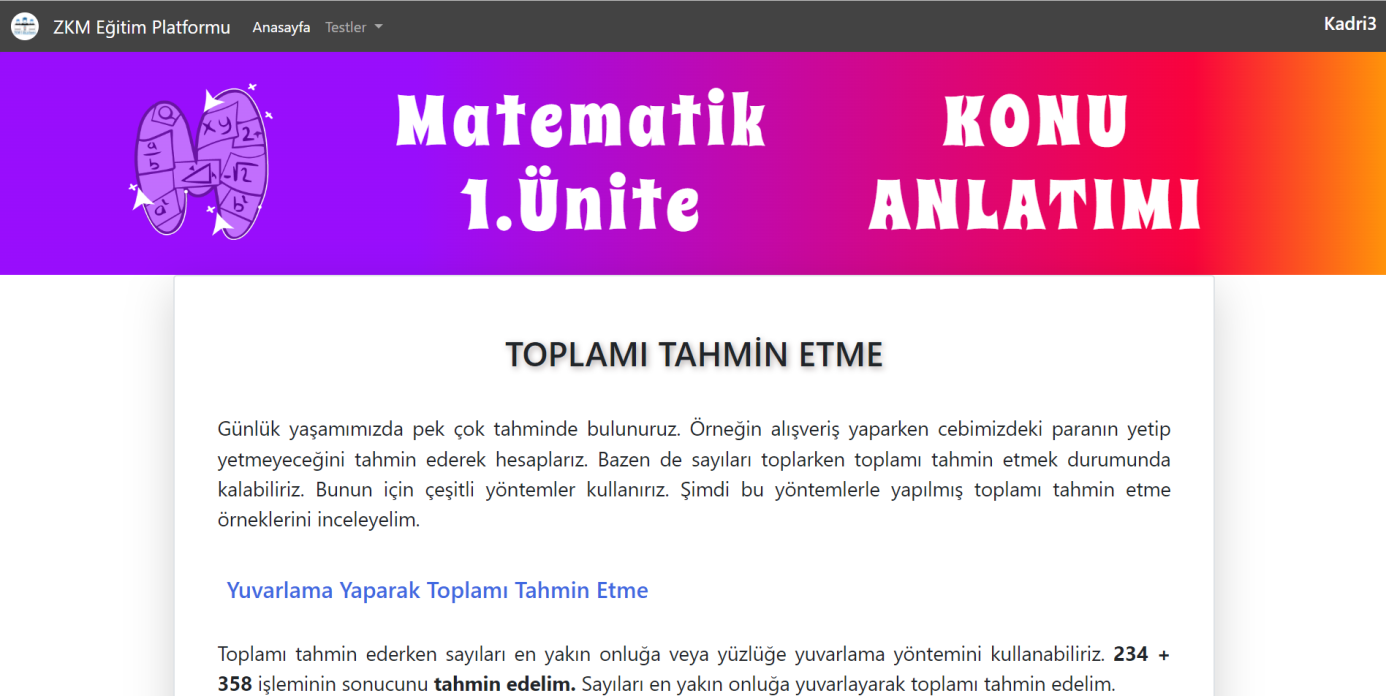 ZKM Eğitim Platformu Anasayfa Testler Kadri3
Matematik
1.Ünite
KONU
ANLATIMI
TOPLAMI TAHMİN ETME
Günlük yaşamımızda pek çok tahminde bulunuruz. Örneğin alışveriş yaparken cebimizdeki paranın yetip
yetmeyeceğini tahmin ederek hesaplarız. Bazen de sayıları toplarken toplamı tahmin etmek durumunda
kalabiliriz. Bunun için çeşitli yöntemler kullanırız. Şimdi bu yöntemlerle yapılmış toplamı tahmin etme
örneklerini inceleyelim.
Yuvarlama Yaparak Toplamı Tahmin Etme
Toplamı tahmin ederken sayıları en yakın onluğa veya yüzlüğe yuvarlama yöntemini kullanabiliriz. 234 +
358 işleminin sonucunu tahmin edelim. Sayıları en yakın onluğa yuvarlayarak toplamı tahmin edelim.